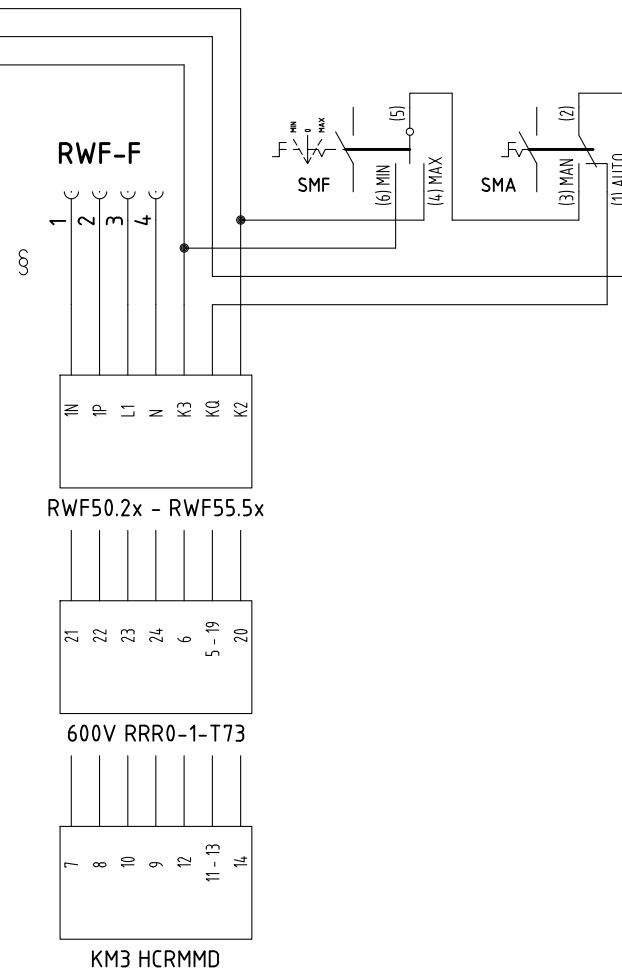 RWF-F
1 2 3 4
§
MIN 0 MAX
SMF
(5)
(6) MIN
(4) MAX
SMA
(2)
(3) MAN
(1) AUTO
1N 1P L1 N K3 KQ K2
RWF50.2x - RWF55.5x
21 22 23 24 6 5-19 20
600V RRR0-1-T73
7 8 10 9 12 11-13 14
KM3 HCRMMD